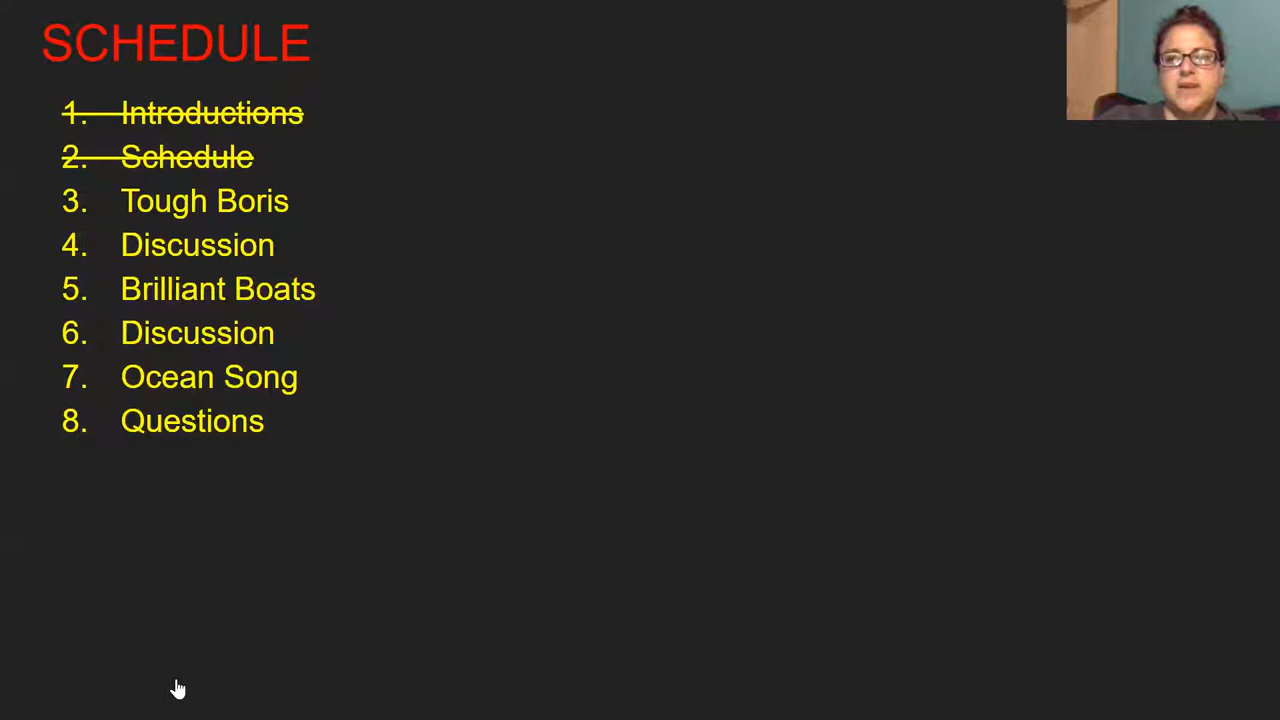 SCHEDULE
1. Introductions
2. Schedule
3. Tough Boris
4. Discussion
5. Brilliant Boats
6. Discussion
7. Ocean Song
8. Questions